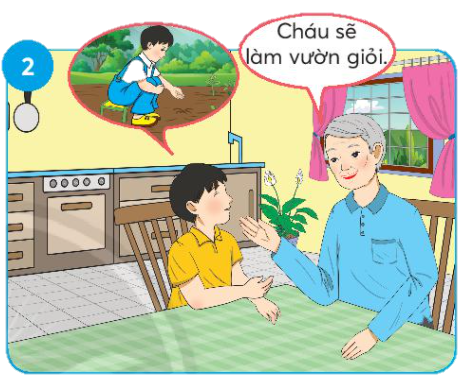 2
Cháu sẽ
làm vườn giỏi.